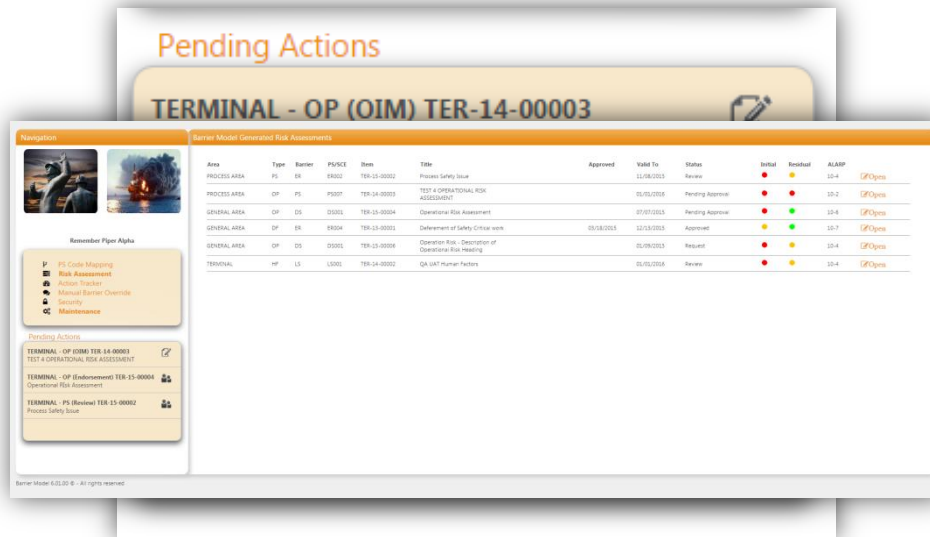 Pending Actions
TERMINAL - OP (OIM) TER-14-00003
Navigation
Barrier Model Generated Risk Assessments
Remember Piper Alpha
PS Code Mapping
Risk Assessment
Action Tracker
Manual Barrier Override
Security
Maintenance
Pending Actions
TERMINAL - OP (OIM) TER-14-00003
TEST 4 OPERATIONAL RISK ASSESSMENT
TERMINAL - OP (Endorsement) TER-15-00004
Operational Risk Assessment
TERMINAL - PS (Review) TER-15-00002
Process Safety Issue
Area Type Barrier PS/SCE Item Title Approved Valid To Status Initial Residual ALARP
PROCESS AREA PS ER ER002 TER-15-00002 Process Safety Issue 11/08/2015 Review 10-4 Open
PROCESS AREA OP PS PS007 TER-14-00003 TEST 4 OPERATIONAL RISK 01/01/2016 Pending Approval 10-2 Open
ASSESSMENT
GENERAL AREA OP DS DS001 TER-15-00004 Operational Risk Assessment 07/07/2015 Pending Approval 10-6 Open
GENERAL AREA DF ER ER004 TER-15-00001 Deferement of Safety Critical work 03/16/2015 12/13/2015 Approved 10-7 Open
GENERAL AREA OP DS DS001 TER-15-00006 Operation Risk - Description of 01/09/2015 Request 10-4 Open
Operational Risk Heading
TERMINAL HF LS LS001 TER-14-00002 QA UAT Human Factors 01/01/2016 Review 10-4 Open
Barrier Model 6.01.00 © - All rights reserved